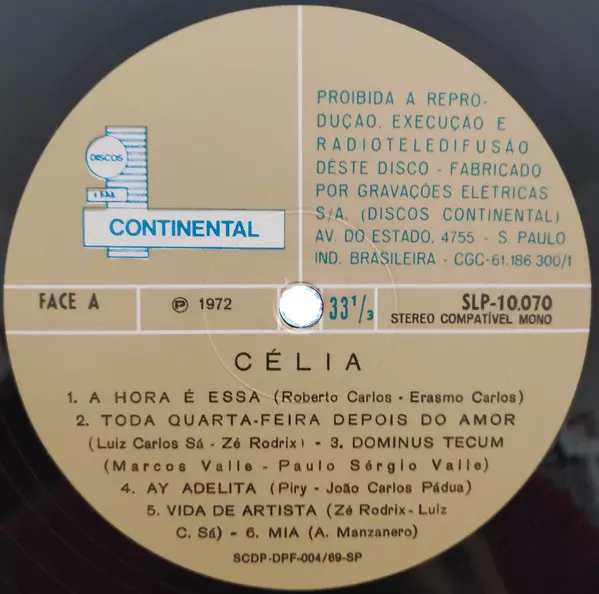 PROIBIDA A REPRO-
DUÇÃO, EXECUÇÃO E
RADIOTELEDIFUSÃO
DESTE DISCO - FABRICADO
POR GRAVAÇÕES ELETRICAS
S/A. (DISCOS CONTINENTAL)
AV. DO ESTADO, 4755 - S. PAULO
IND. BRASILEIRA - CGC-61.186.300/1
DISCOS
CONTINENTAL
FACE A
℗ 1972
33 1/3
SLP-10.070
STEREO COMPATÍVEL MONO
CÉLIA
1. A HORA É ESSA (Roberto Carlos - Erasmo Carlos)
2. TODA QUARTA-FEIRA DEPOIS DO AMOR
(Luiz Carlos Sá - Zé Rodrix) - 3. DOMINUS TECUM
(Marcos Valle - Paulo Sérgio Valle)
4. AY ADELITA (Piry - João Carlos Pádua)
5. VIDA DE ARTISTA (Zé Rodrix - Luiz
C. Sá) - 6. MIA (A. Manzanero)
SCDP-DPF-004/69-SP